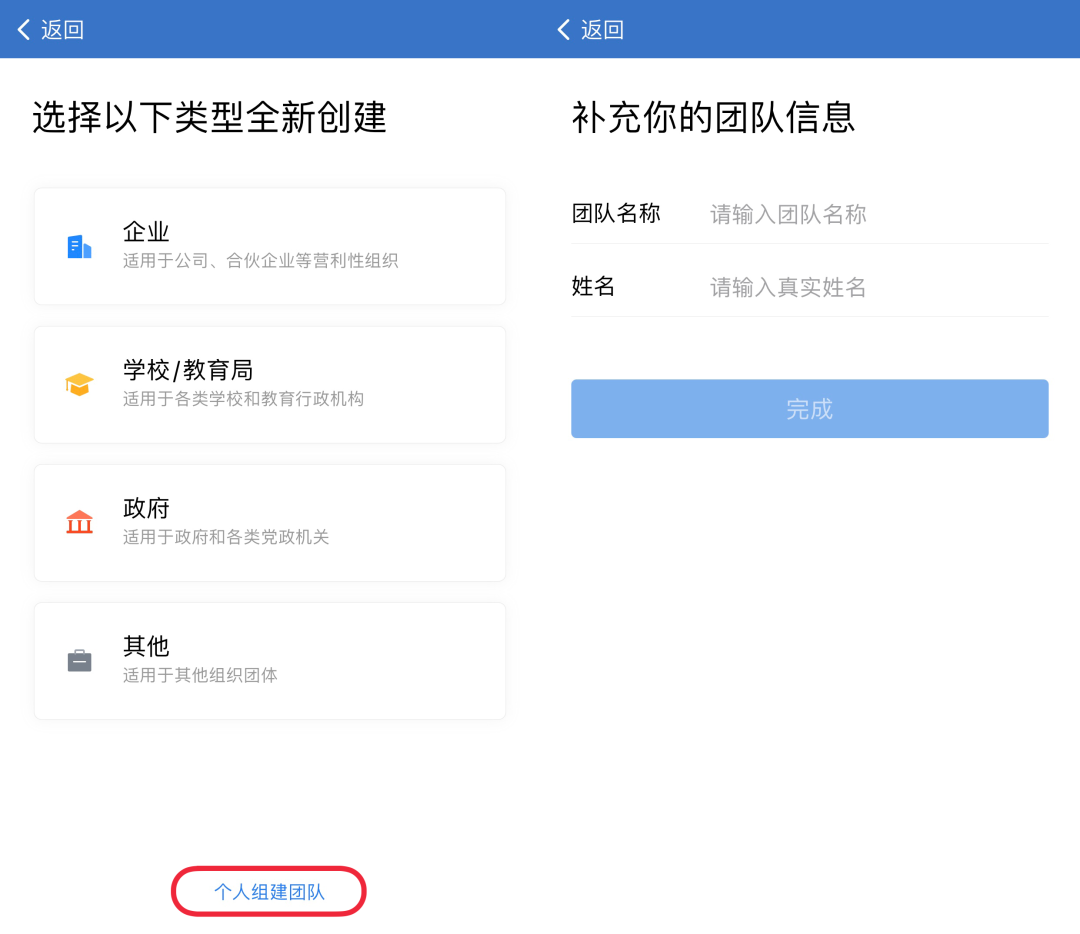 返回
选择以下类型全新创建
企业
适用于公司、合伙企业等营利性组织
学校/教育局
适用于各类学校和教育行政机构
政府
适用于政府和各类党政机关
其他
适用于其他组织团体
个人组建团队
返回
补充你的团队信息
团队名称 请输入团队名称
姓名 请输入真实姓名
完成